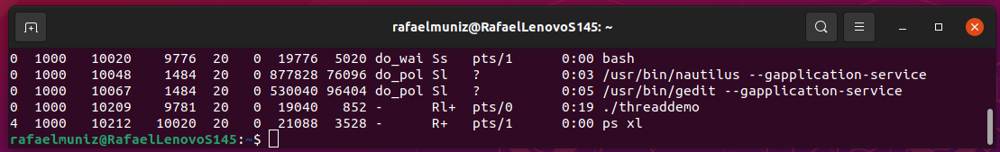 rafaelmuniz@RafaelLenovoS145: ~
0  1000   10020    9776  20   0  19776  5020 do_wai Ss   pts/1      0:00 bash
0  1000   10048    1484  20   0 877828 76096 do_pol Sl   ?          0:03 /usr/bin/nautilus --gapplication-service
0  1000   10067    1484  20   0 530040 96404 do_pol Sl   ?          0:05 /usr/bin/gedit --gapplication-service
0  1000   10209    9781  20   0  19040   852 -      Rl+  pts/0      0:19 ./threaddemo
4  1000   10212   10020  20   0  21088  3528 -      R+   pts/1      0:00 ps xl
rafaelmuniz@RafaelLenovoS145:~$